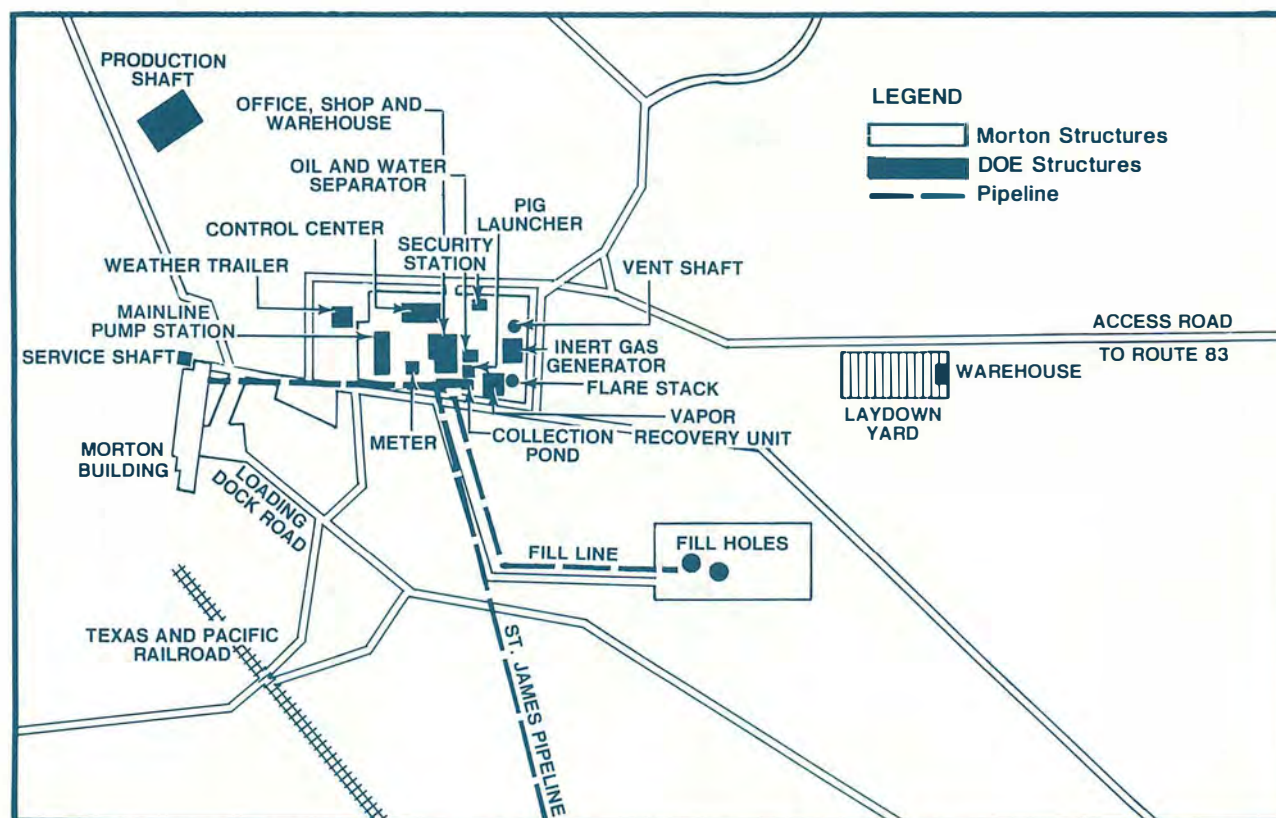 PRODUCTION
SHAFT
OFFICE, SHOP AND
WAREHOUSE
OIL AND WATER
SEPARATOR
PIG
LAUNCHER
CONTROL CENTER
SECURITY
STATION
WEATHER TRAILER
VENT SHAFT
MAINLINE
PUMP STATION
SERVICE SHAFT
INERT GAS
GENERATOR
FLARE STACK
METER
VAPOR
RECOVERY UNIT
COLLECTION
POND
MORTON
BUILDING
LOADING
DOCK ROAD
FILL LINE
FILL HOLES
TEXAS AND PACIFIC
RAILROAD
ST. JAMES PIPELINE
LEGEND
Morton Structures
DOE Structures
Pipeline
ACCESS ROAD
TO ROUTE 83
WAREHOUSE
LAYDOWN
YARD